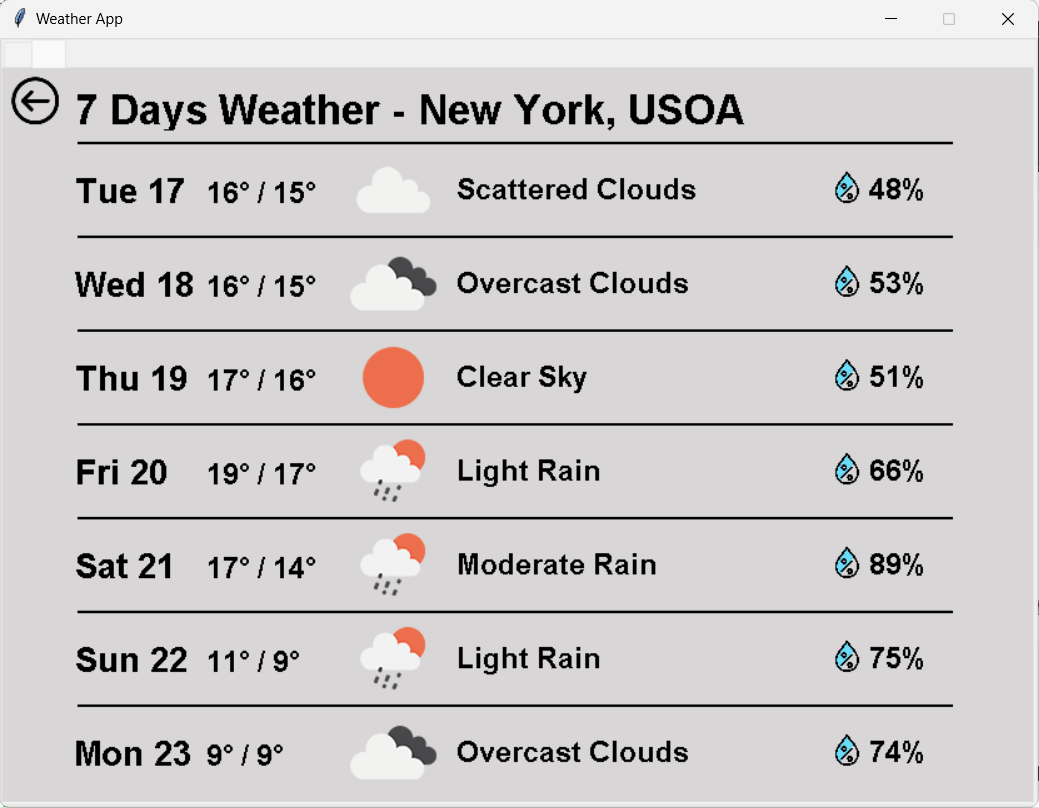 Weather App
7 Days Weather - New York, USOA
Tue 17 16° / 15° Scattered Clouds 48%
Wed 18 16° / 15° Overcast Clouds 53%
Thu 19 17° / 16° Clear Sky 51%
Fri 20 19° / 17° Light Rain 66%
Sat 21 17° / 14° Moderate Rain 89%
Sun 22 11° / 9° Light Rain 75%
Mon 23 9° / 9° Overcast Clouds 74%